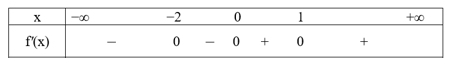 x −∞ −2 0 1 +∞
f′(x) − 0 − 0 + 0 +